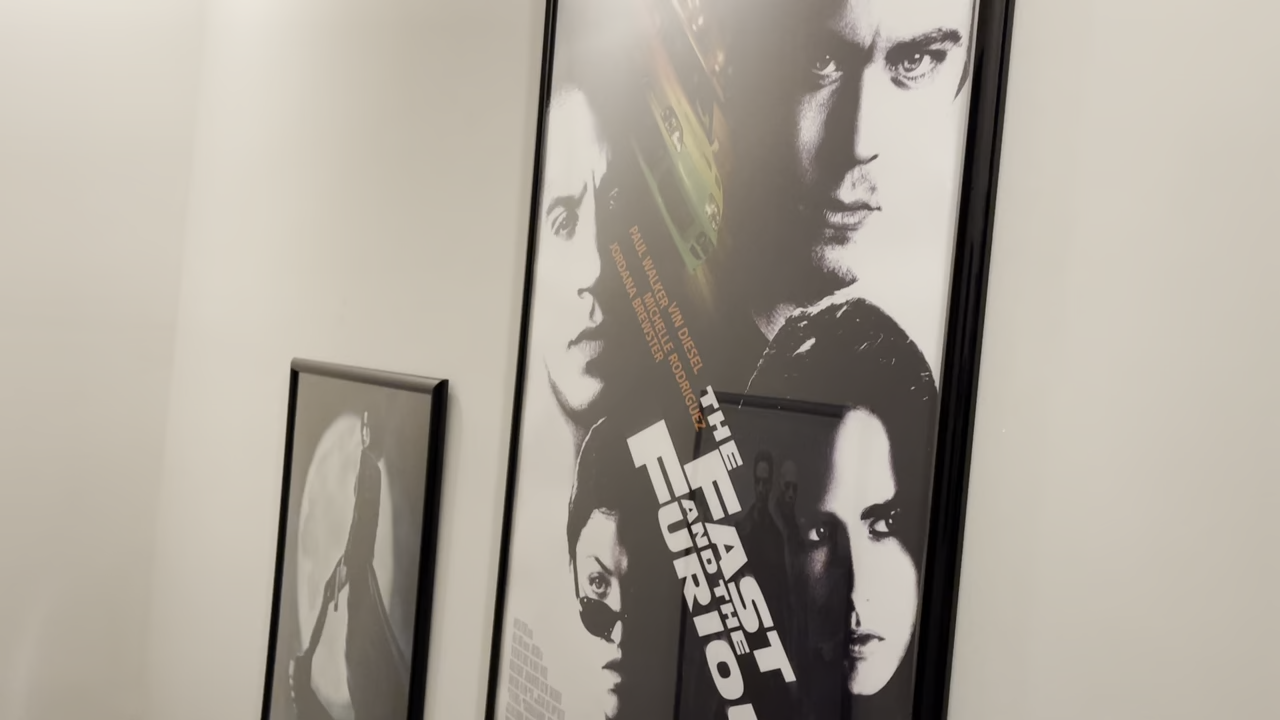 PAUL WALKER VIN DIESEL
MICHELLE RODRIGUEZ
JORDANA BREWSTER
THE
FAST
AND THE
FURIO